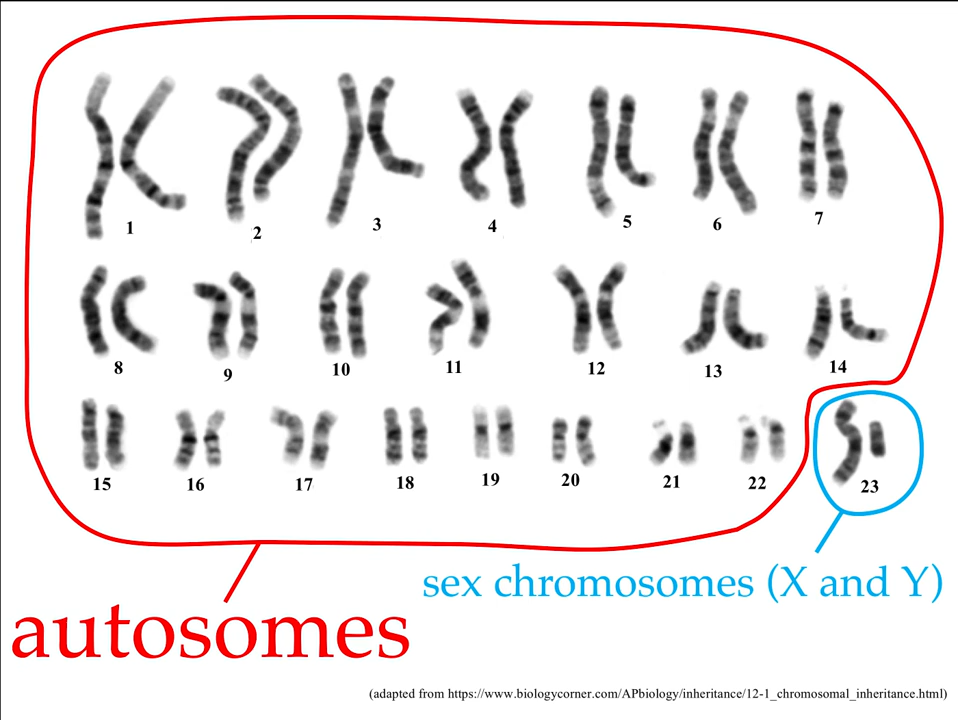 1 2 3 4 5 6 7
8 9 10 11 12 13 14
15 16 17 18 19 20 21 22 23
sex chromosomes (X and Y)
autosomes
(adapted from https://www.biologycorner.com/APbiology/inheritance/12-1_chromosomal_inheritance.html)